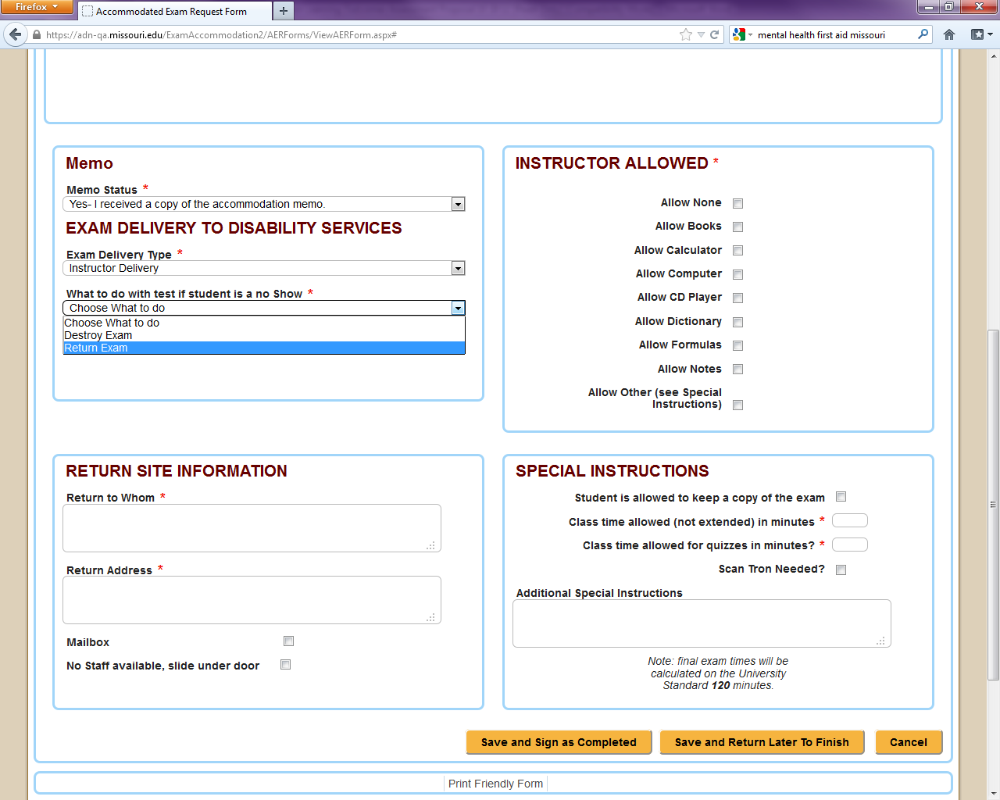 Firefox
Accommodated Exam Request Form
https://adn-qa.missouri.edu/ExamAccommodation2/AERForms/ViewAERForm.aspx#
mental health first aid missouri
Memo
Memo Status *
Yes- I received a copy of the accommodation memo.
EXAM DELIVERY TO DISABILITY SERVICES
Exam Delivery Type *
Instructor Delivery
What to do with test if student is a no Show *
Choose What to do
Choose What to do
Destroy Exam
Return Exam
INSTRUCTOR ALLOWED *
Allow None
Allow Books
Allow Calculator
Allow Computer
Allow CD Player
Allow Dictionary
Allow Formulas
Allow Notes
Allow Other (see Special
Instructions)
RETURN SITE INFORMATION
Return to Whom *
Return Address *
Mailbox
No Staff available, slide under door
SPECIAL INSTRUCTIONS
Student is allowed to keep a copy of the exam
Class time allowed (not extended) in minutes *
Class time allowed for quizzes in minutes? *
Scan Tron Needed?
Additional Special Instructions
Note: final exam times will be
calculated on the University
Standard 120 minutes.
Save and Sign as Completed
Save and Return Later To Finish
Cancel
Print Friendly Form